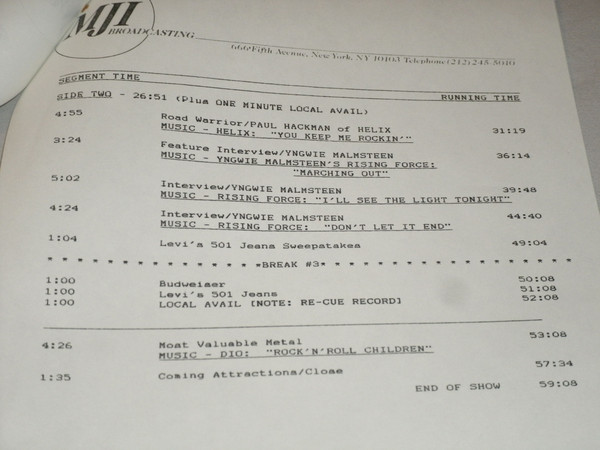 MJI
BROADCASTING
666 Fifth Avenue, New York, NY 10103 Telephone (212) 245-5010
SEGMENT TIME
SIDE TWO - 26:51 (Plus ONE MINUTE LOCAL AVAIL) RUNNING TIME
4:55 Road Warrior/PAUL HACKMAN of HELIX
MUSIC - HELIX: "YOU KEEP ME ROCKIN'" 31:19
3:24 Feature Interview/YNGWIE MALMSTEEN 36:14
MUSIC - YNGWIE MALMSTEEN'S RISING FORCE:
"MARCHING OUT"
5:02 Interview/YNGWIE MALMSTEEN 39:48
MUSIC - RISING FORCE: "I'LL SEE THE LIGHT TONIGHT"
4:24 Interview/YNGWIE MALMSTEEN 44:40
MUSIC - RISING FORCE: "DON'T LET IT END"
1:04 Levi's 501 Jeans Sweepstakes 49:04
* * * * * * * * * * * * * *BREAK #3* * * * * * * * * * * * * * * * *
1:00 Budweiser 50:08
1:00 Levi's 501 Jeans 51:08
1:00 LOCAL AVAIL [NOTE: RE-CUE RECORD] 52:08
4:26 Most Valuable Metal 53:08
MUSIC - DIO: "ROCK'N'ROLL CHILDREN"
1:35 Coming Attractions/Close 57:34
END OF SHOW 59:08